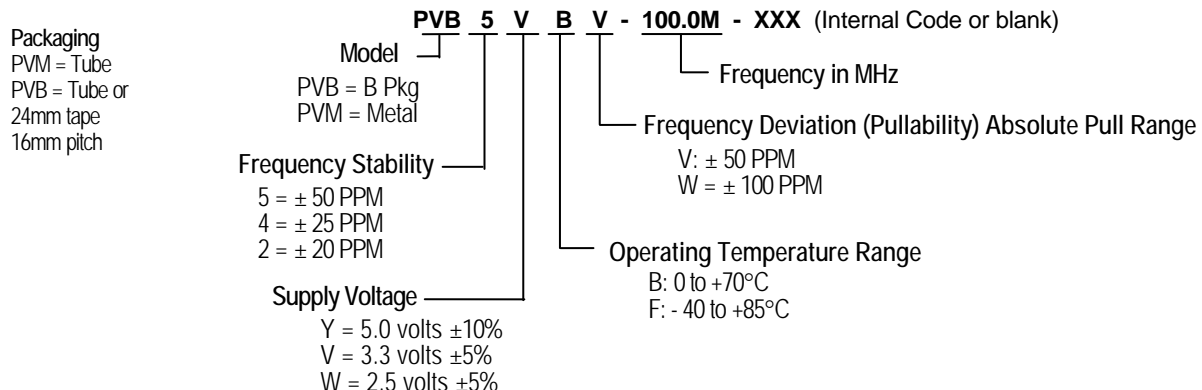 PVB 5 V B V - 100.0M - XXX (Internal Code or blank)
Packaging
PVM = Tube
PVB = Tube or
24mm tape
16mm pitch
Model
PVB = B Pkg
PVM = Metal
Frequency in MHz
Frequency Deviation (Pullability) Absolute Pull Range
V: ± 50 PPM
W = ± 100 PPM
Frequency Stability
5 = ± 50 PPM
4 = ± 25 PPM
2 = ± 20 PPM
Operating Temperature Range
B: 0 to +70°C
F: - 40 to +85°C
Supply Voltage
Y = 5.0 volts ±10%
V = 3.3 volts ±5%
W = 2.5 volts ±5%